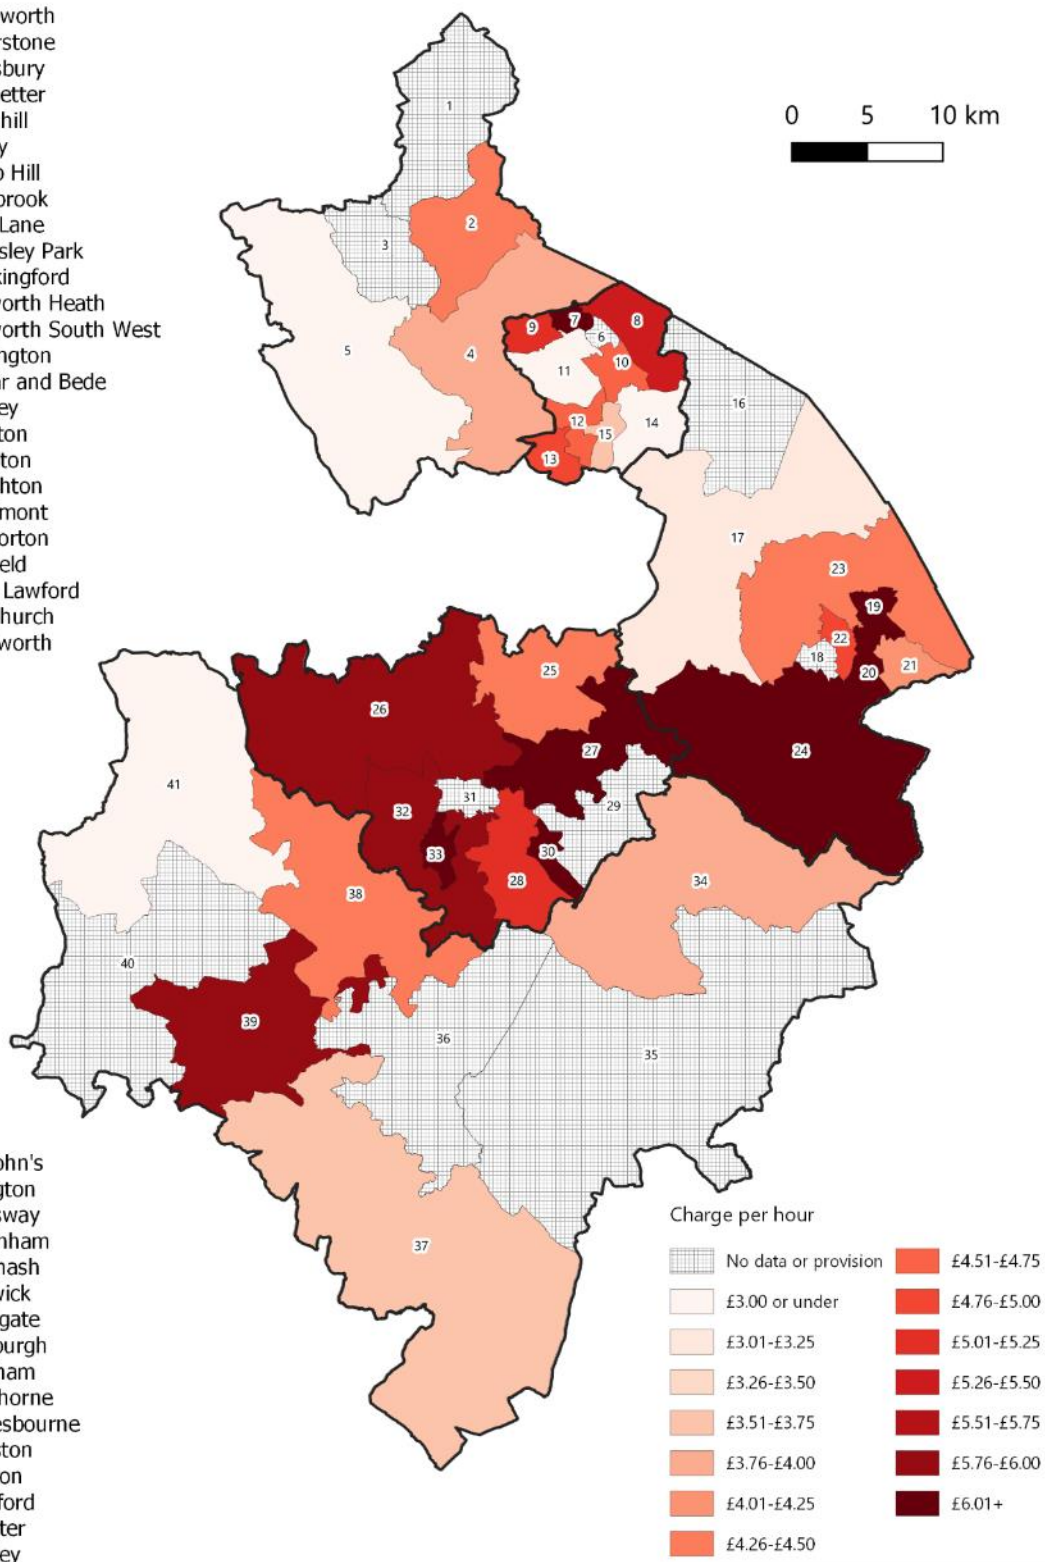 worth
rstone
sbury
etter
hill
y
o Hill
brook
Lane
sley Park
kingford
orth Heath
orth South West
ngton
ar and Bede
ey
ton
ton
hton
mont
orton
eld
Lawford
hurch
worth
ohn's
gton
sway
nham
nash
vick
gate
burgh
ham
horne
esbourne
ston
on
ford
ter
ey
0 5 10 km
1
2
3
4
5
6
7
8
9
10
11
12
13
14
15
16
17
18
19
20
21
22
23
24
25
26
27
28
29
30
31
32
33
34
35
36
37
38
39
40
41
Charge per hour
No data or provision
£3.00 or under
£3.01-£3.25
£3.26-£3.50
£3.51-£3.75
£3.76-£4.00
£4.01-£4.25
£4.26-£4.50
£4.51-£4.75
£4.76-£5.00
£5.01-£5.25
£5.26-£5.50
£5.51-£5.75
£5.76-£6.00
£6.01+